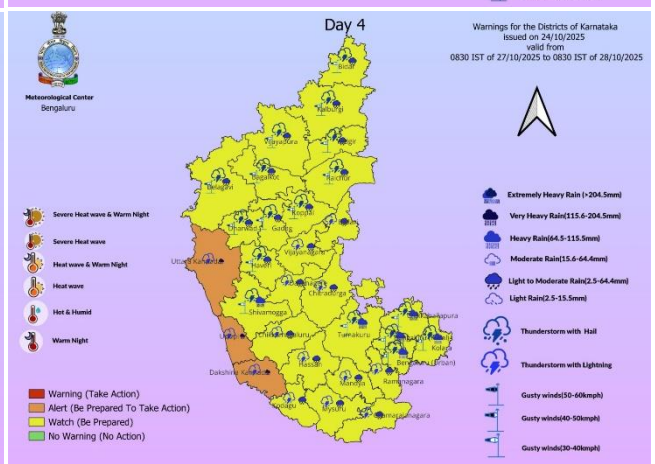 Day 4
Warnings for the Districts of Karnataka
issued on 24/10/2025
valid from
0830 IST of 27/10/2025 to 0830 IST of 28/10/2025
Meteorological Center
Bengaluru
Bidar
Kalburgi
Vijayapura
Yadgir
Bagalkot
Raichur
Belagavi
Koppal
Dharwad
Gadag
Uttara Kannada
Haveri
Vijayanagara
Chitradurga
Shivamogga
Udupi
Chikkamagaluru
Tumakuru
Kolara
Hassan
Bengaluru (Urban)
Dakshina Kannada
Mandya
Ramanagara
Kodagu
Mysuru
Chamarajanagara
Severe Heat wave & Warm Night
Severe Heat wave
Heat wave & Warm Night
Heat wave
Hot & Humid
Warm Night
Warning (Take Action)
Alert (Be Prepared To Take Action)
Watch (Be Prepared)
No Warning (No Action)
Extremely Heavy Rain (>204.5mm)
Very Heavy Rain(115.6-204.5mm)
Heavy Rain(64.5-115.5mm)
Moderate Rain(15.6-64.4mm)
Light to Moderate Rain(2.5-64.4mm)
Light Rain(2.5-15.5mm)
Thunderstorm with Hail
Thunderstorm with Lightning
Gusty winds(50-60kmph)
Gusty winds(40-50kmph)
Gusty winds(30-40kmph)